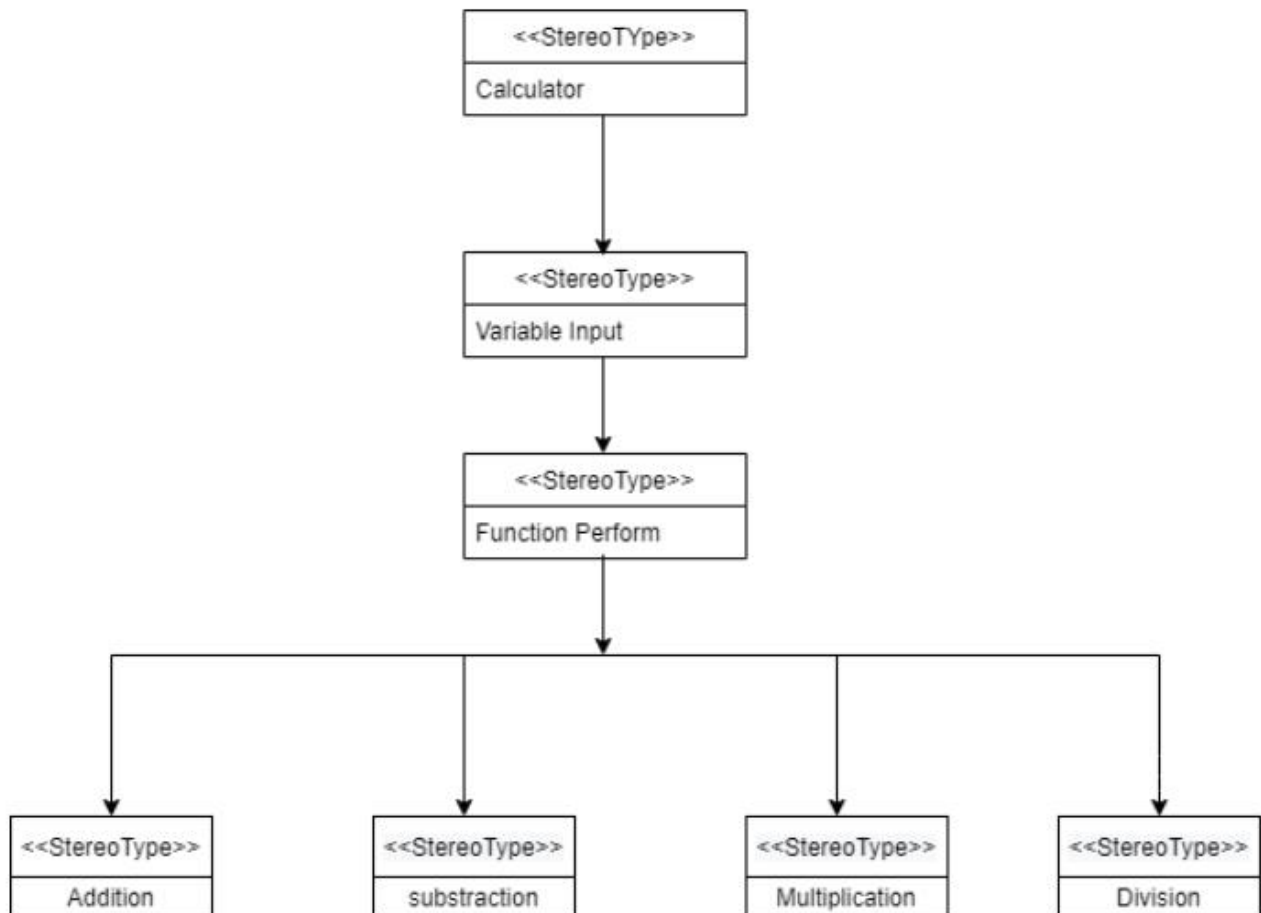 <<StereoTYpe>>
Calculator
<<StereoType>>
Variable Input
<<StereoType>>
Function Perform
<<StereoType>>
Addition
<<StereoType>>
substraction
<<StereoType>>
Multiplication
<<StereoType>>
Division